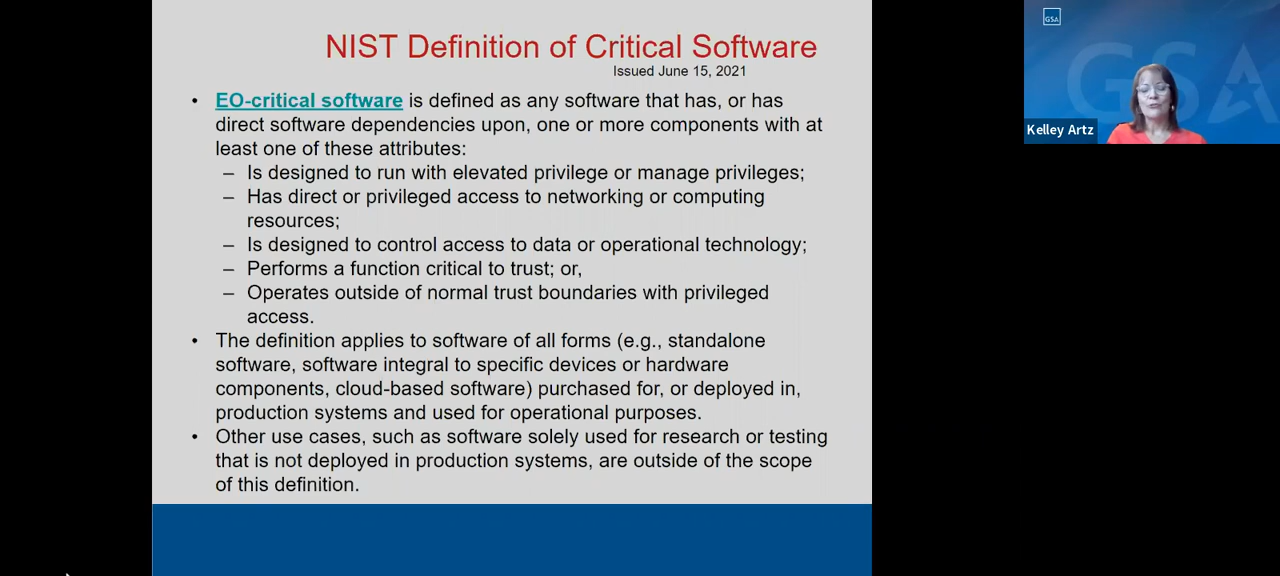 NIST Definition of Critical Software
Issued June 15, 2021
• EO-critical software is defined as any software that has, or has
direct software dependencies upon, one or more components with at
least one of these attributes:
– Is designed to run with elevated privilege or manage privileges;
– Has direct or privileged access to networking or computing
resources;
– Is designed to control access to data or operational technology;
– Performs a function critical to trust; or,
– Operates outside of normal trust boundaries with privileged
access.
• The definition applies to software of all forms (e.g., standalone
software, software integral to specific devices or hardware
components, cloud-based software) purchased for, or deployed in,
production systems and used for operational purposes.
• Other use cases, such as software solely used for research or testing
that is not deployed in production systems, are outside of the scope
of this definition.
GSA
GSA
Kelley Artz